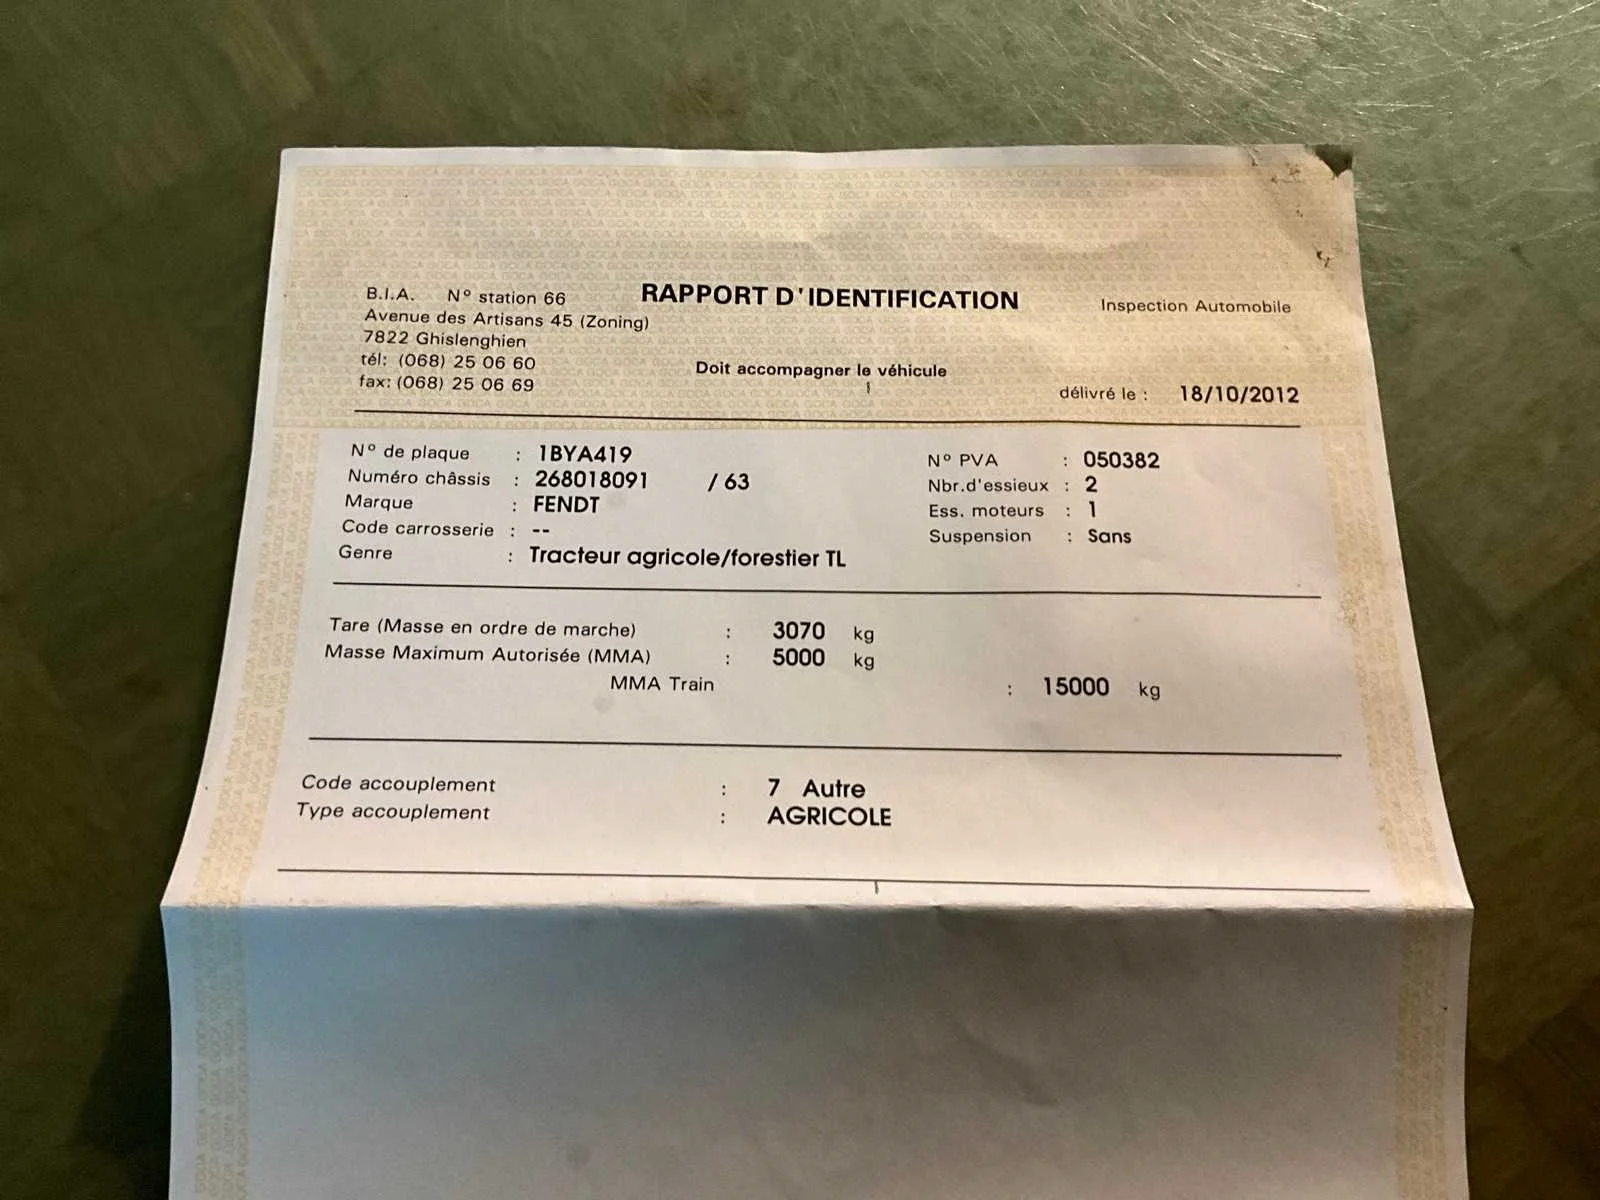 B.I.A. N° station 66
Avenue des Artisans 45 (Zoning)
7822 Ghislenghien
tél: (068) 25 06 60
fax: (068) 25 06 69
RAPPORT D'IDENTIFICATION
Doit accompagner le véhicule
Inspection Automobile
délivré le : 18/10/2012
N° de plaque : 1BYA419
Numéro châssis : 268018091 / 63
Marque : FENDT
Code carrosserie : --
Genre : Tracteur agricole/forestier TL
N° PVA : 050382
Nbr.d'essieux : 2
Ess. moteurs : 1
Suspension : Sans
Tare (Masse en ordre de marche) : 3070 kg
Masse Maximum Autorisée (MMA) : 5000 kg
MMA Train : 15000 kg
Code accouplement : 7 Autre
Type accouplement : AGRICOLE